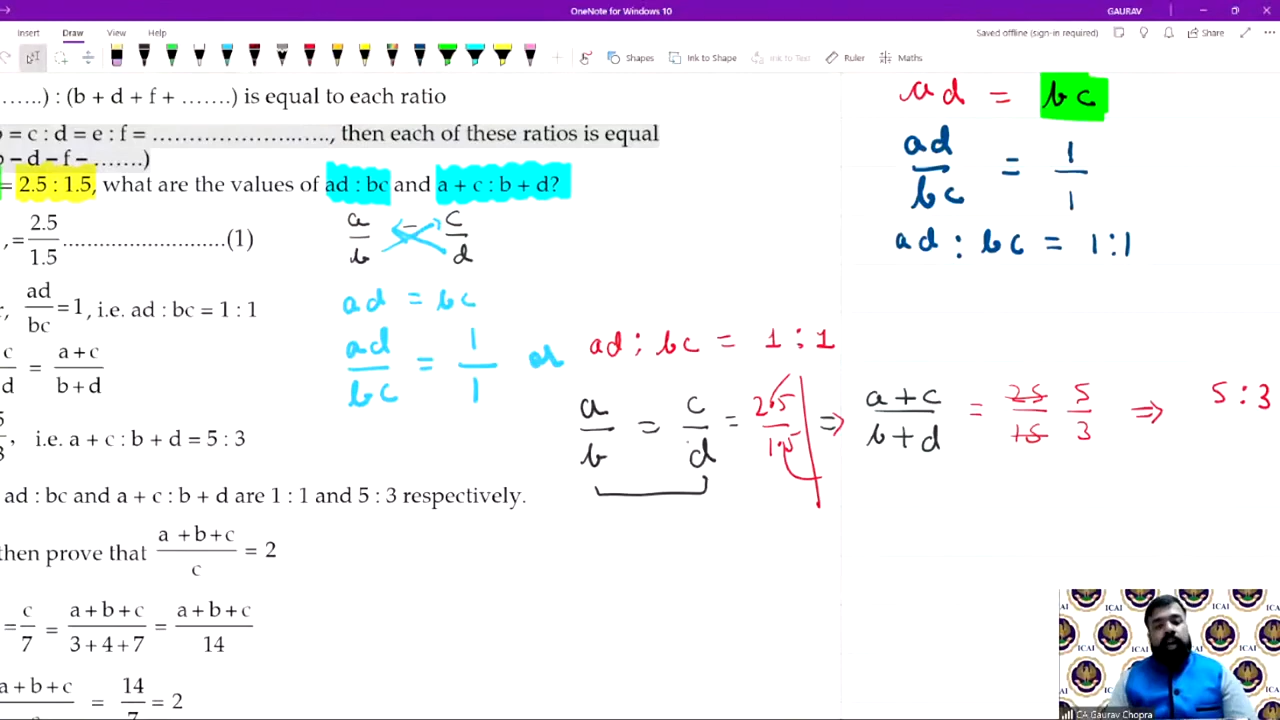 OneNote for Windows 10
GAURAV
Insert Draw View Help
Saved offline (sign in required)
Share
Shapes
Ink to Shape
Ink to Text
Ruler
Maths
…….) : (b + d + f + …….) is equal to each ratio
= c : d = e : f = …………………..….., then each of these ratios is equal
– d – f – …….)
= 2.5 : 1.5, what are the values of ad : bc and a + c : b + d?
, = 2.5/1.5 ………………………(1)
, ad/bc = 1, i.e. ad : bc = 1 : 1
c/d = a + c/b + d
, i.e. a + c : b + d = 5 : 3
ad : bc and a + c : b + d are 1 : 1 and 5 : 3 respectively.
then prove that a + b + c/c = 2
= c/7 = a + b + c/3 + 4 + 7 = a + b + c/14
a + b + c = 14/7 = 2
a/b = c/d
ad = bc
ad/bc = 1/1 or ad : bc = 1 : 1
a/b = c/d = 2.5/1.5 ⇒ a+c/b+d = 25/15 5/3 ⇒ 5 : 3
ad = bc
ad/bc = 1/1
ad : bc = 1 : 1
ICAI
CA Gaurav Chopra